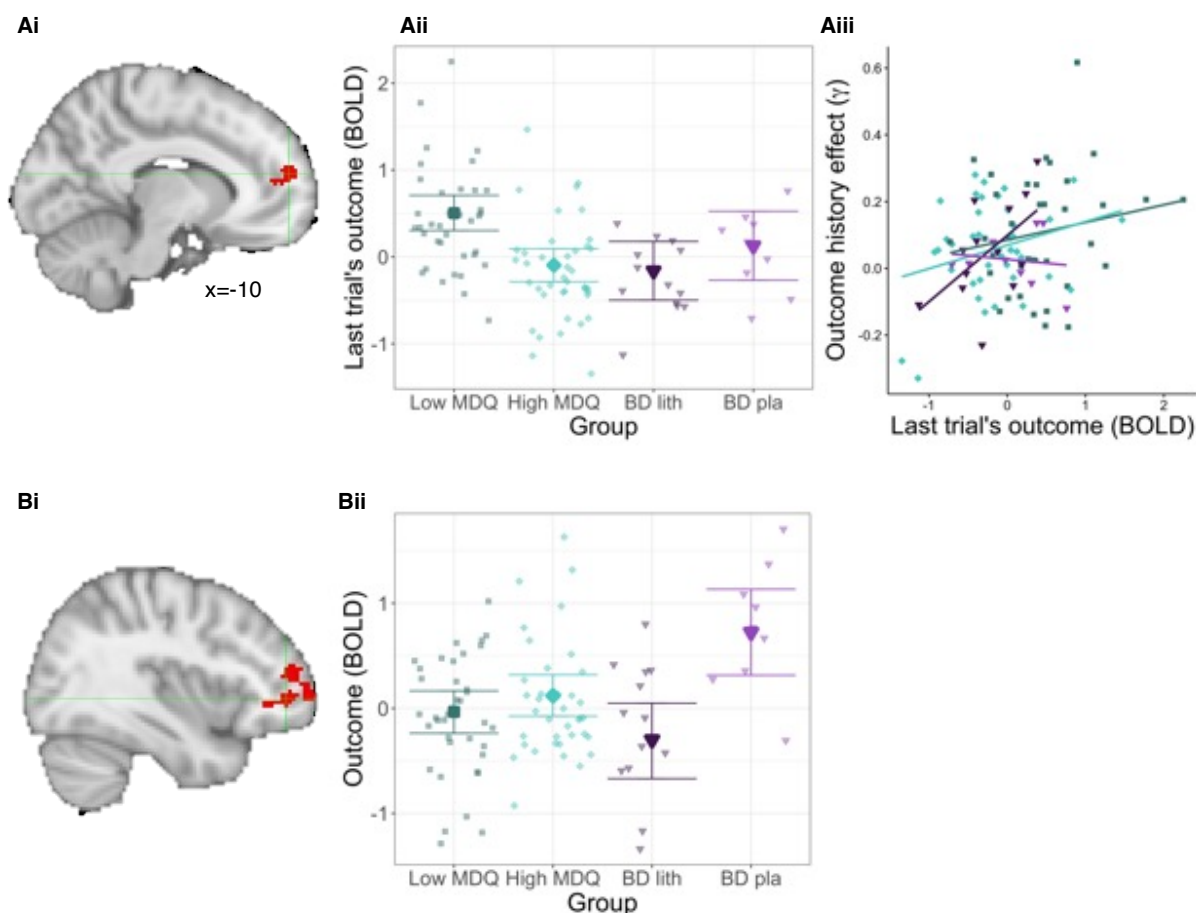 Ai
x=-10
Aii
Last trial's outcome (BOLD)
2
1
0
-1
Low MDQ High MDQ BD lith BD pla
Group
Aiii
Outcome history effect (γ)
0.6
0.4
0.2
0.0
-0.2
-1 0 1 2
Last trial's outcome (BOLD)
Bi
Bii
Outcome (BOLD)
1
0
-1
Low MDQ High MDQ BD lith BD pla
Group